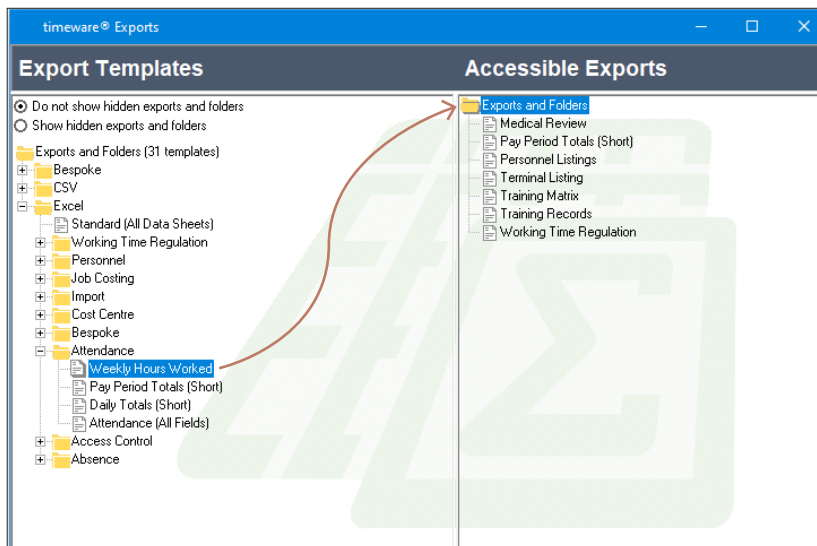 timeware® Exports
Export Templates
Accessible Exports
Do not show hidden exports and folders
Show hidden exports and folders
Exports and Folders (31 templates)
Bespoke
CSV
Excel
Standard (All Data Sheets)
Working Time Regulation
Personnel
Job Costing
Import
Cost Centre
Bespoke
Attendance
Weekly Hours Worked
Pay Period Totals (Short)
Daily Totals (Short)
Attendance (All Fields)
Access Control
Absence
Exports and Folders
Medical Review
Pay Period Totals (Short)
Personnel Listings
Terminal Listing
Training Matrix
Training Records
Working Time Regulation